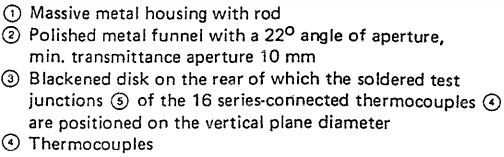 ① Massive metal housing with rod
② Polished metal funnel with a 22° angle of aperture,
min. transmittance aperture 10 mm
③ Blackened disk on the rear of which the soldered test
junctions ⑤ of the 16 series-connected thermocouples ④
are positioned on the vertical plane diameter
④ Thermocouples